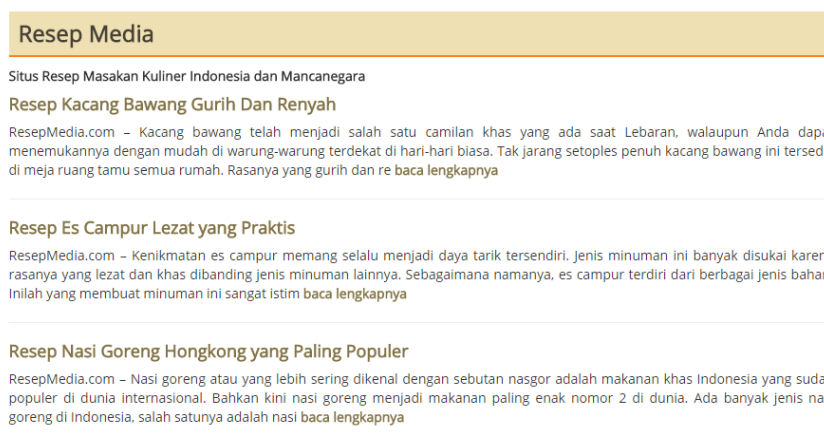 Resep Media
Situs Resep Masakan Kuliner Indonesia dan Mancanegara
Resep Kacang Bawang Gurih Dan Renyah
ResepMedia.com – Kacang bawang telah menjadi salah satu camilan khas yang ada saat Lebaran, walaupun Anda dapa
menemukannya dengan mudah di warung-warung terdekat di hari-hari biasa. Tak jarang setoples penuh kacang bawang ini tersed
di meja ruang tamu semua rumah. Rasanya yang gurih dan re baca lengkapnya
Resep Es Campur Lezat yang Praktis
ResepMedia.com – Kenikmatan es campur memang selalu menjadi daya tarik tersendiri. Jenis minuman ini banyak disukai karen
rasanya yang lezat dan khas dibanding jenis minuman lainnya. Sebagaimana namanya, es campur terdiri dari berbagai jenis bahan
Inilah yang membuat minuman ini sangat istim baca lengkapnya
Resep Nasi Goreng Hongkong yang Paling Populer
ResepMedia.com – Nasi goreng atau yang lebih sering dikenal dengan sebutan nasgor adalah makanan khas Indonesia yang suda
populer di dunia internasional. Bahkan kini nasi goreng menjadi makanan paling enak nomor 2 di dunia. Ada banyak jenis na
goreng di Indonesia, salah satunya adalah nasi baca lengkapnya